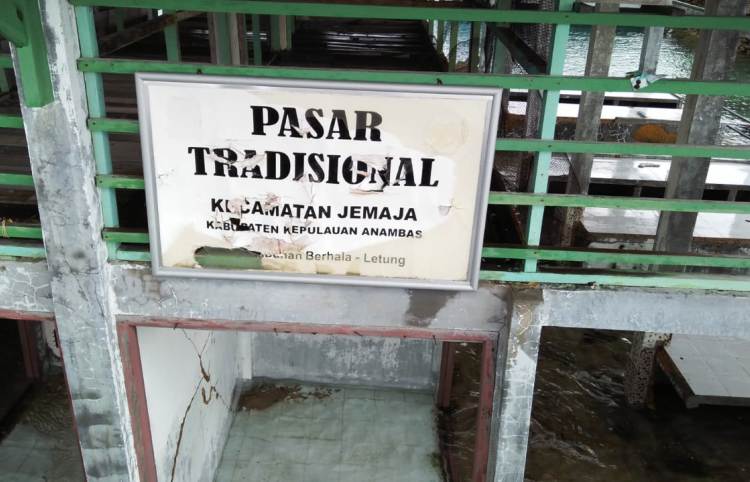 PASAR
TRADISIONAL
KECAMATAN JEMAJA
KABUPATEN KEPULAUAN ANAMBAS
Berhala - Letung